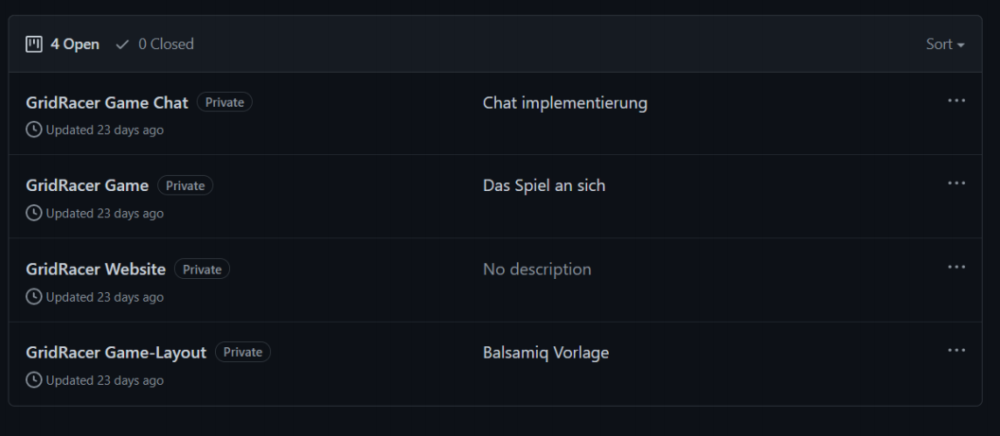 4 Open 0 Closed Sort
GridRacer Game Chat Private Chat implementierung
Updated 23 days ago
GridRacer Game Private Das Spiel an sich
Updated 23 days ago
GridRacer Website Private No description
Updated 23 days ago
GridRacer Game-Layout Private Balsamiq Vorlage
Updated 23 days ago